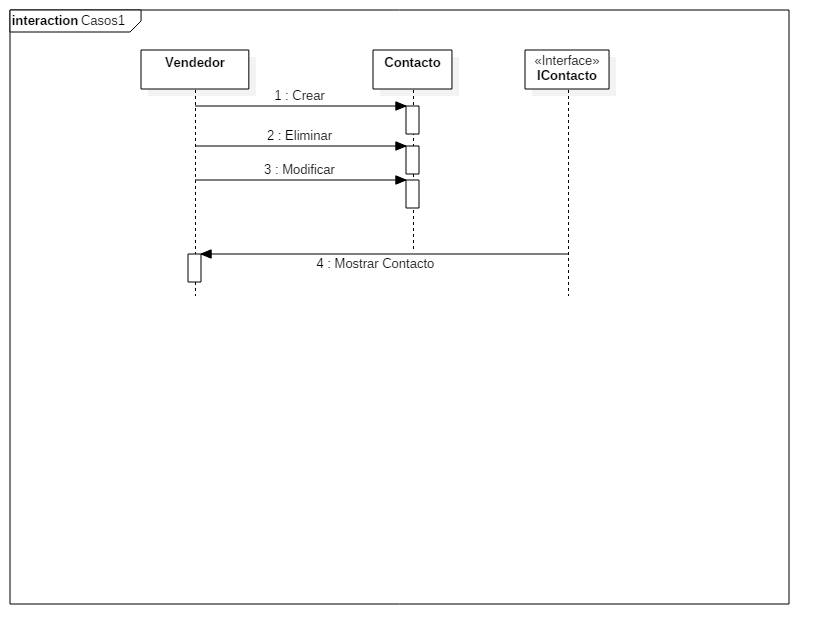 interaction Casos1
Vendedor
Contacto
«Interface»
IContacto
1 : Crear
2 : Eliminar
3 : Modificar
4 : Mostrar Contacto